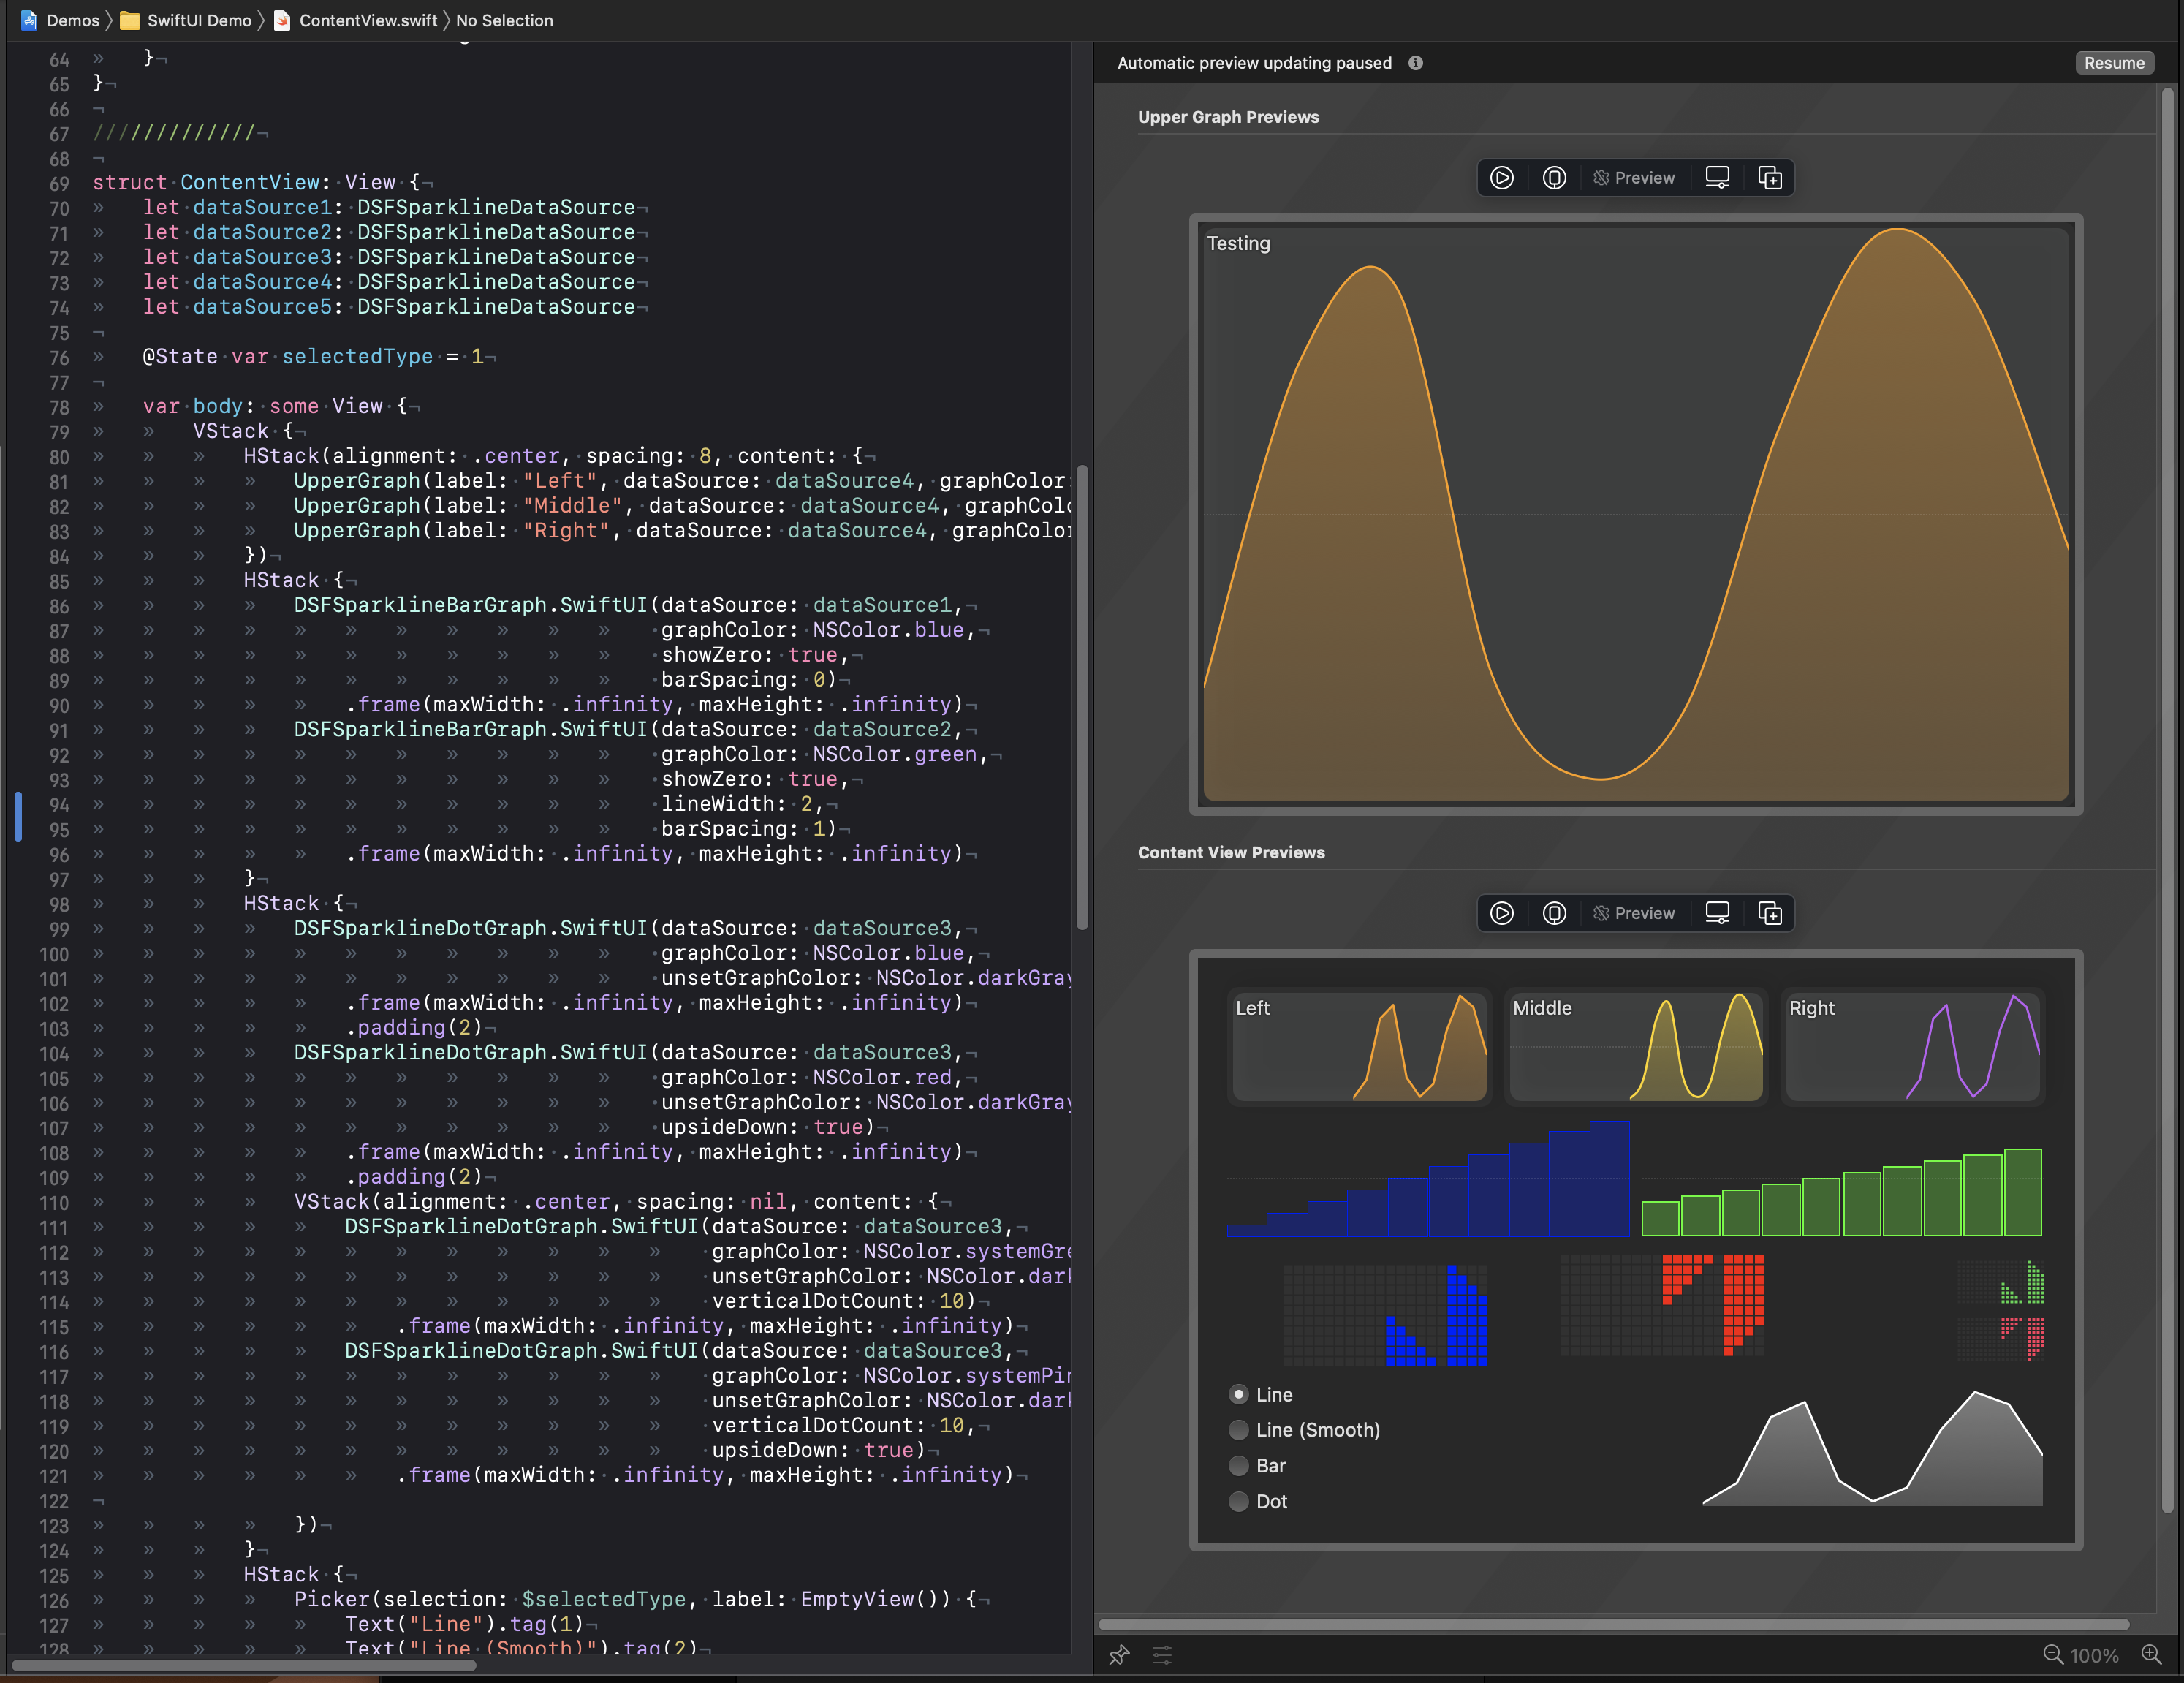 Demos 〉 SwiftUI Demo 〉 ContentView.swift 〉 No Selection
64 }
65 }
66
67 /////////////
68
69 struct ContentView: View {
70 let dataSource1: DSFSparklineDataSource
71 let dataSource2: DSFSparklineDataSource
72 let dataSource3: DSFSparklineDataSource
73 let dataSource4: DSFSparklineDataSource
74 let dataSource5: DSFSparklineDataSource
75
76 @State var selectedType = 1
77
78 var body: some View {
79 VStack {
80 HStack(alignment: .center, spacing: 8, content: {
81 UpperGraph(label: "Left", dataSource: dataSource4, graphColor:
82 UpperGraph(label: "Middle", dataSource: dataSource4, graphColo
83 UpperGraph(label: "Right", dataSource: dataSource4, graphColor
84 })
85 HStack {
86 DSFSparklineBarGraph.SwiftUI(dataSource: dataSource1,
87 graphColor: NSColor.blue,
88 showZero: true,
89 barSpacing: 0)
90 .frame(maxWidth: .infinity, maxHeight: .infinity)
91 DSFSparklineBarGraph.SwiftUI(dataSource: dataSource2,
92 graphColor: NSColor.green,
93 showZero: true,
94 lineWidth: 2,
95 barSpacing: 1)
96 .frame(maxWidth: .infinity, maxHeight: .infinity)
97 }
98 HStack {
99 DSFSparklineDotGraph.SwiftUI(dataSource: dataSource3,
100 graphColor: NSColor.blue,
101 unsetGraphColor: NSColor.darkGray
102 .frame(maxWidth: .infinity, maxHeight: .infinity)
103 .padding(2)
104 DSFSparklineDotGraph.SwiftUI(dataSource: dataSource3,
105 graphColor: NSColor.red,
106 unsetGraphColor: NSColor.darkGray
107 upsideDown: true)
108 .frame(maxWidth: .infinity, maxHeight: .infinity)
109 .padding(2)
110 VStack(alignment: .center, spacing: nil, content: {
111 DSFSparklineDotGraph.SwiftUI(dataSource: dataSource3,
112 graphColor: NSColor.systemGre
113 unsetGraphColor: NSColor.dark
114 verticalDotCount: 10)
115 .frame(maxWidth: .infinity, maxHeight: .infinity)
116 DSFSparklineDotGraph.SwiftUI(dataSource: dataSource3,
117 graphColor: NSColor.systemPin
118 unsetGraphColor: NSColor.dark
119 verticalDotCount: 10,
120 upsideDown: true)
121 .frame(maxWidth: .infinity, maxHeight: .infinity)
122
123 })
124 }
125 HStack {
126 Picker(selection: $selectedType, label: EmptyView()) {
127 Text("Line").tag(1)
128 Text("Line (Smooth)").tag(2)
Automatic preview updating paused
Resume
Upper Graph Previews
Preview
Testing
Content View Previews
Preview
Left
Middle
Right
Line
Line (Smooth)
Bar
Dot
100%